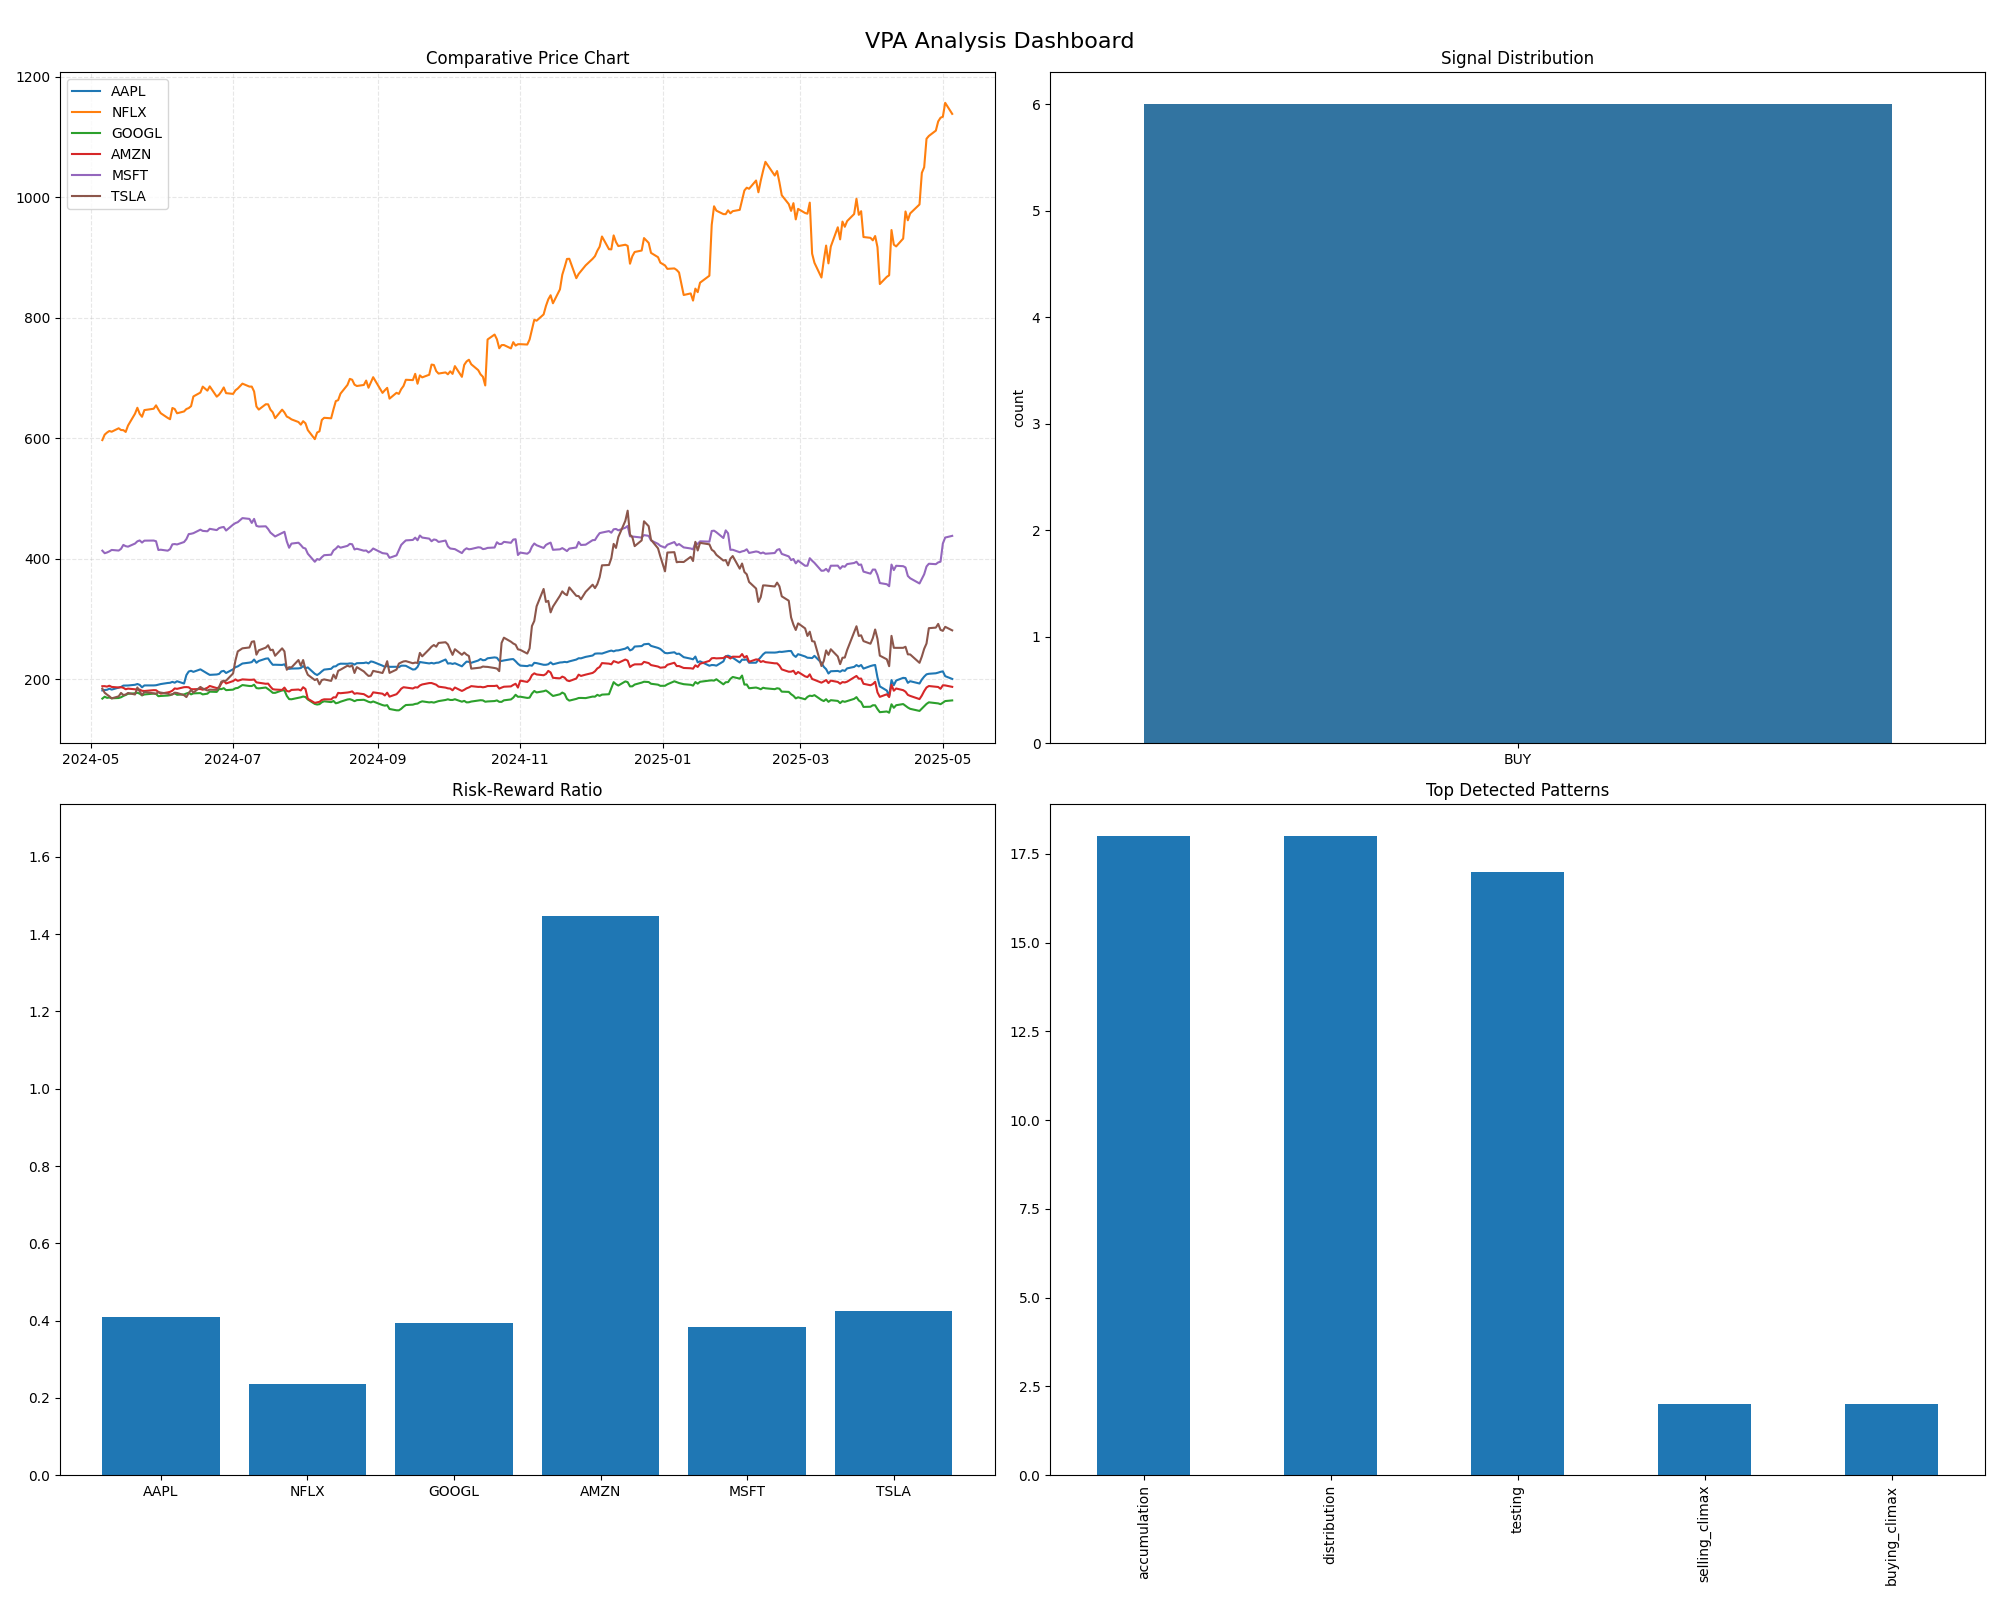 VPA Analysis Dashboard
Comparative Price Chart
1200
1000
800
600
400
200
AAPL
NFLX
GOOGL
AMZN
MSFT
TSLA
2024-05 2024-07 2024-09 2024-11 2025-01 2025-03 2025-05
Signal Distribution
count
6
5
4
3
2
1
0
BUY
Risk-Reward Ratio
1.6
1.4
1.2
1.0
0.8
0.6
0.4
0.2
0.0
AAPL NFLX GOOGL AMZN MSFT TSLA
Top Detected Patterns
17.5
15.0
12.5
10.0
7.5
5.0
2.5
0.0
accumulation
distribution
testing
selling_climax
buying_climax